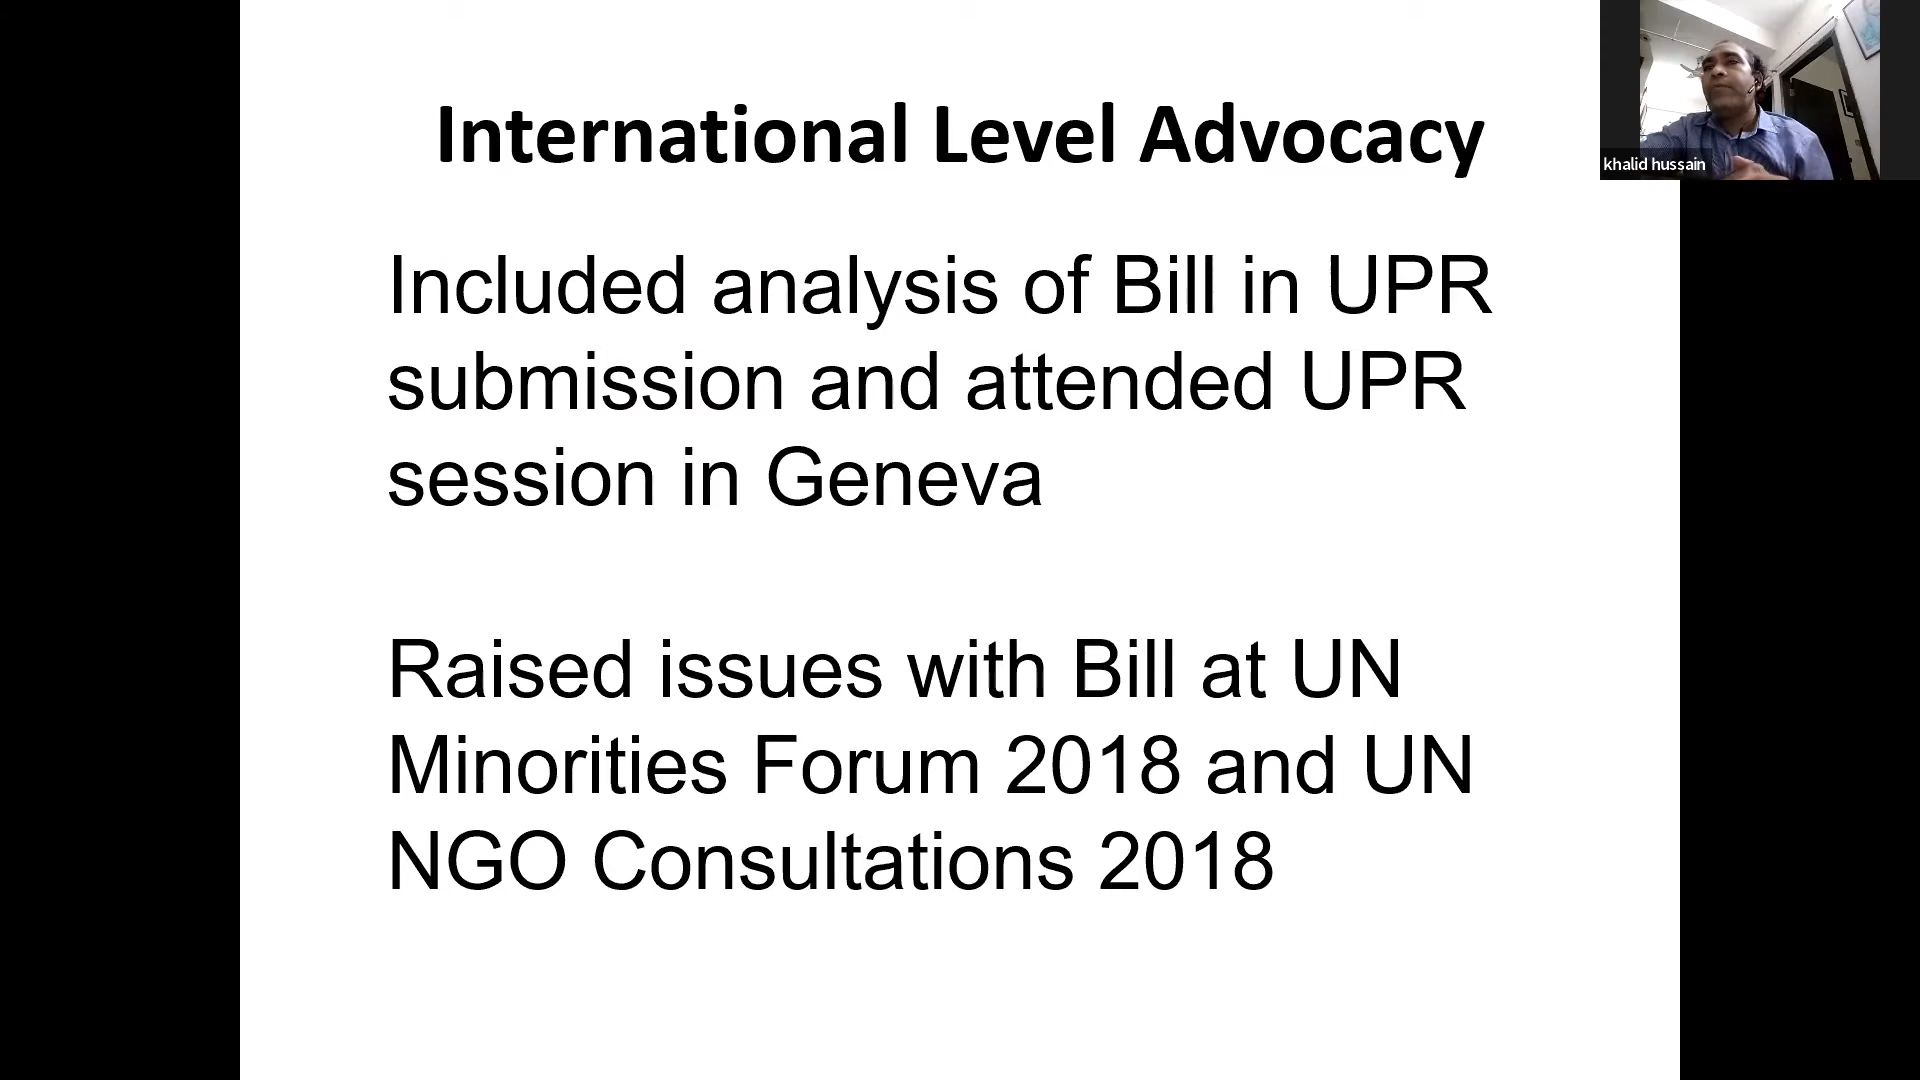 International Level Advocacy
khalid hussain
Included analysis of Bill in UPR
submission and attended UPR
session in Geneva
Raised issues with Bill at UN
Minorities Forum 2018 and UN
NGO Consultations 2018